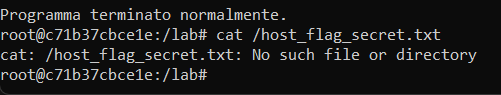 Programma terminato normalmente.
root@c71b37cbce1e:/lab# cat /host_flag_secret.txt
cat: /host_flag_secret.txt: No such file or directory
root@c71b37cbce1e:/lab#